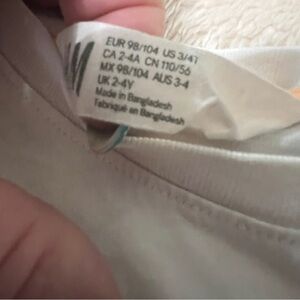 EUR 98/104 US 3/4T
CA 2-4A CN 110/56
MX 98/104 AUS 3-4
UK 2-4Y
Made in Bangladesh
Fabriqué en Bangladesh